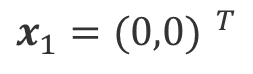 x₁ = (0,0) ᵀ